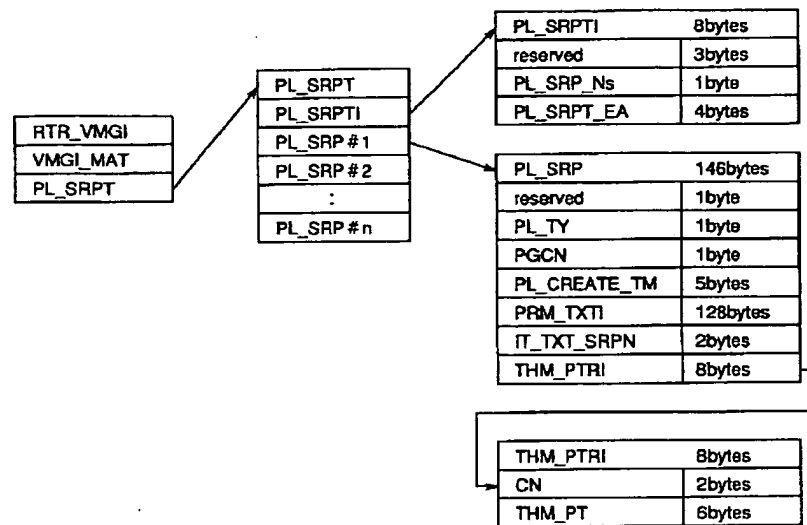 RTR_VMGI
VMGI_MAT
PL_SRPT
PL_SRPT
PL_SRPTI
PL_SRP #1
PL_SRP #2
:
PL_SRP #n
PL_SRPTI 8bytes
reserved 3bytes
PL_SRP_Ns 1byte
PL_SRPT_EA 4bytes
PL_SRP 146bytes
reserved 1byte
PL_TY 1byte
PGCN 1byte
PL_CREATE_TM 5bytes
PRM_TXTI 128bytes
IT_TXT_SRPN 2bytes
THM_PTRI 8bytes
THM_PTRI 8bytes
CN 2bytes
THM_PT 6bytes